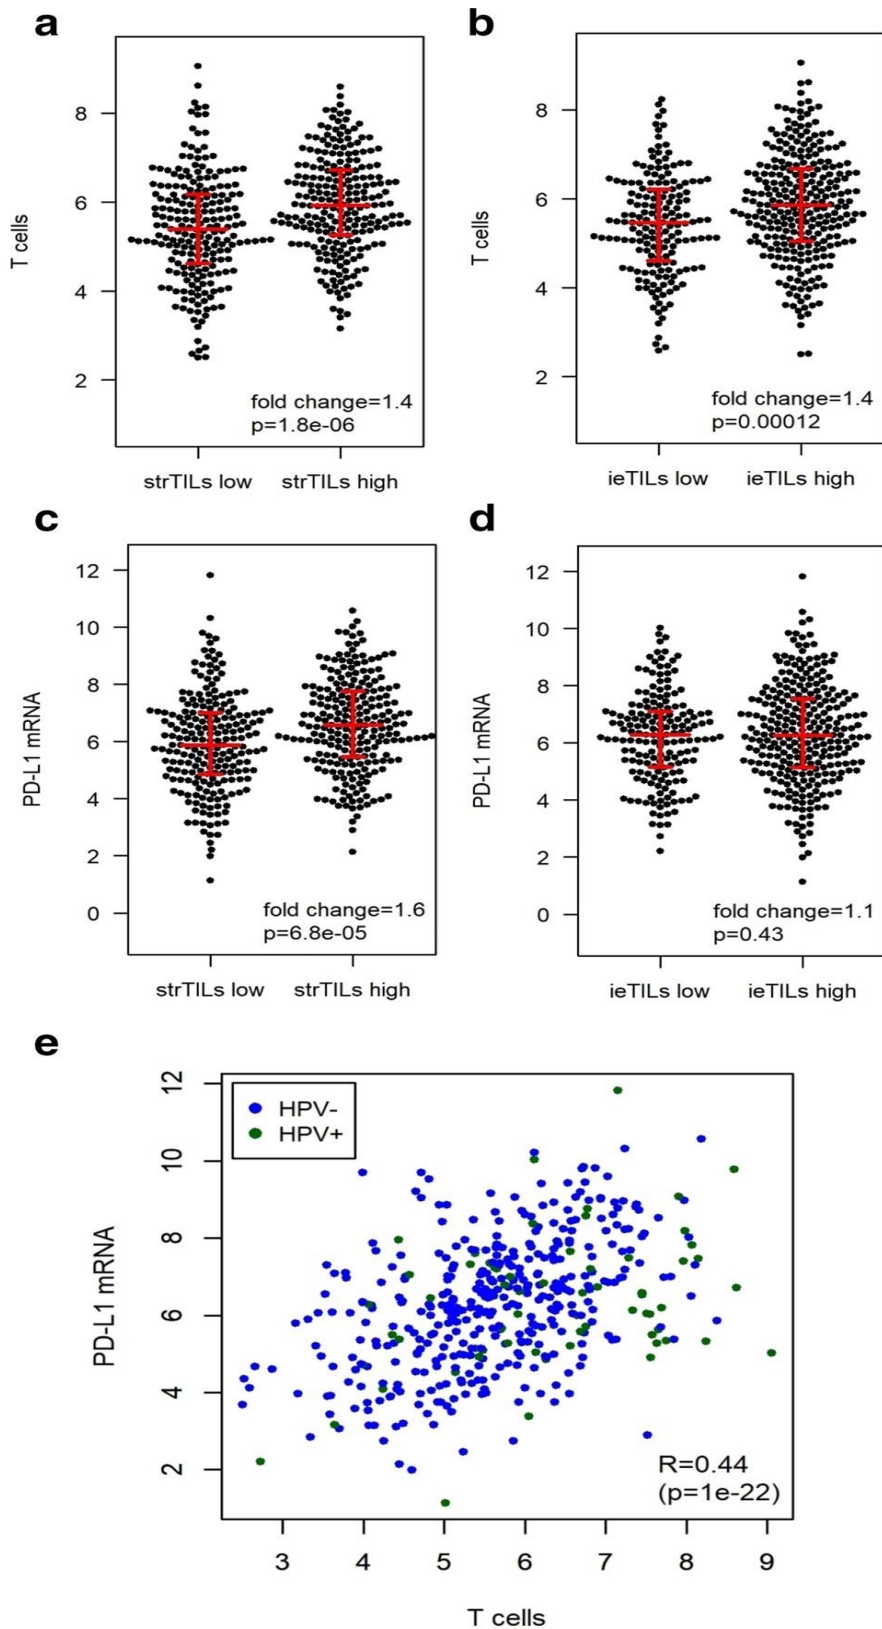 a
T cells
8
6
4
2
fold change=1.4
p=1.8e-06
strTILs low
strTILs high
b
T cells
8
6
4
2
fold change=1.4
p=0.00012
ieTILs low
ieTILs high
c
PD-L1 mRNA
12
10
8
6
4
2
0
fold change=1.6
p=6.8e-05
strTILs low
strTILs high
d
PD-L1 mRNA
12
10
8
6
4
2
0
fold change=1.1
p=0.43
ieTILs low
ieTILs high
e
PD-L1 mRNA
12
10
8
6
4
2
HPV-
HPV+
R=0.44
(p=1e-22)
3 4 5 6 7 8 9
T cells